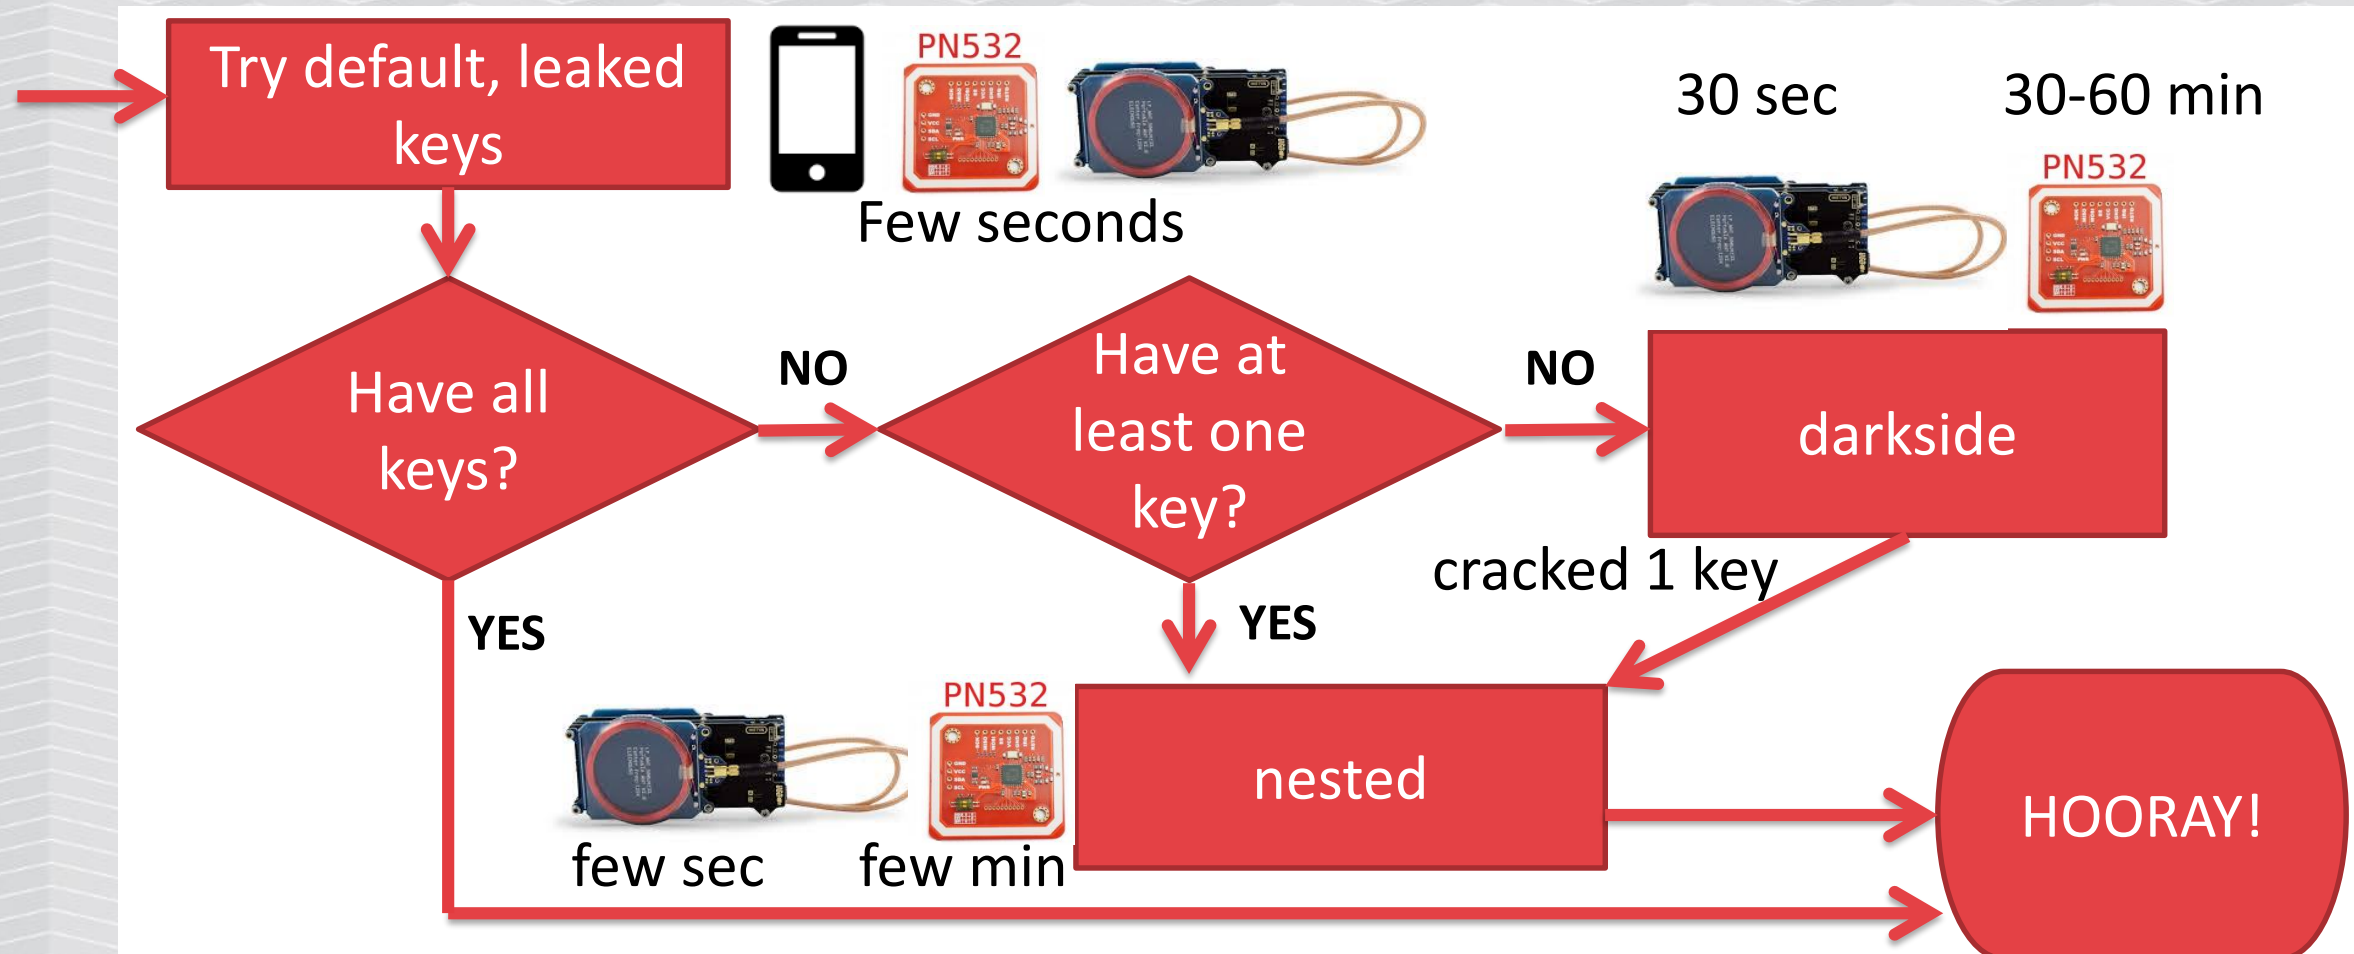 Try default, leaked
keys
PN532
Few seconds
30 sec
30-60 min
PN532
Have all
keys?
NO
Have at
least one
key?
NO
darkside
cracked 1 key
YES
YES
PN532
few sec
few min
nested
HOORAY!